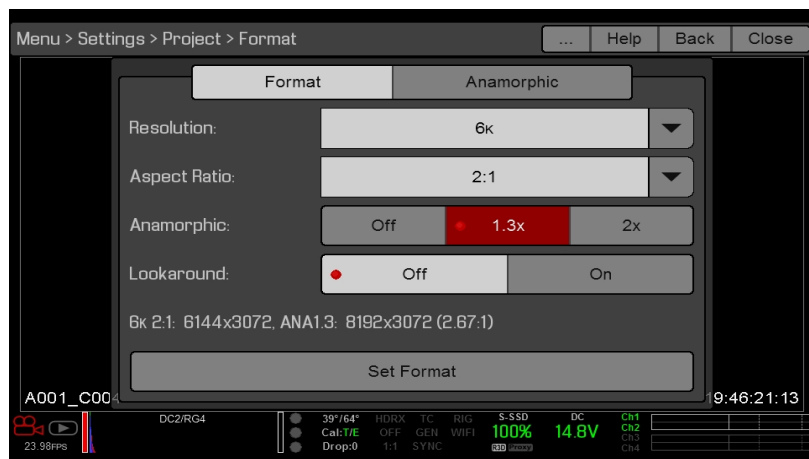 Menu > Settings > Project > Format ... Help Back Close
Format Anamorphic
Resolution: 6K
Aspect Ratio: 2:1
Anamorphic: Off 1.3x 2x
Lookaround: Off On
6K 2:1: 6144x3072, ANA1.3: 8192x3072 (2.67:1)
Set Format
A001_C004 19:46:21:13
DC2/RG4 39°/64° HDRX TC RIG S-SSD DC Ch1
Cal:T/E OFF GEN WIFI 100% 14.8V Ch2
23.98FPS Drop:0 1:1 SYNC R3D Proxy Ch3
Ch4